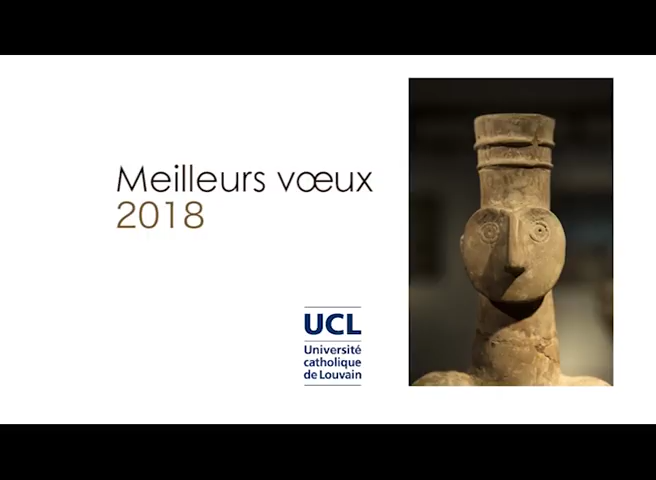 Meilleurs vœux
2018
UCL
Université
catholique
de Louvain